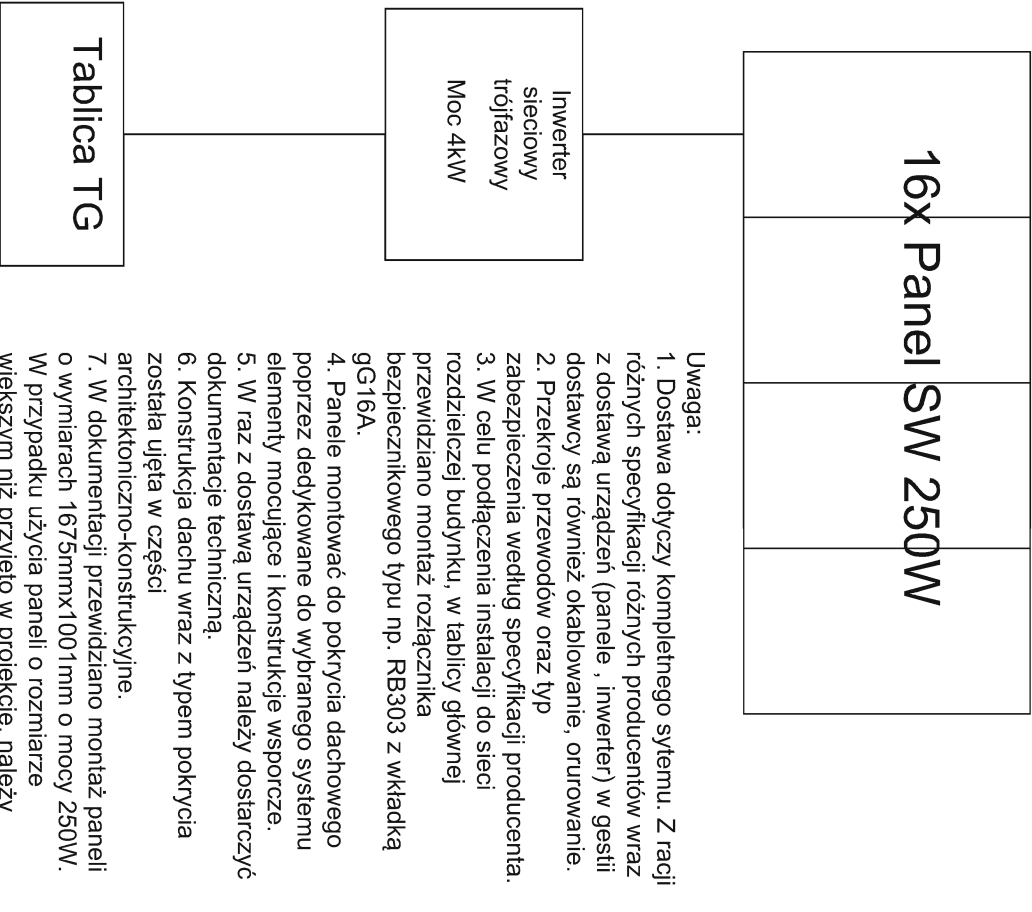 16x Panel SW 250W
Inwerter
sieciowy
trójfazowy
Moc 4kW
Tablica TG
Uwaga:
1. Dostawa dotyczy kompletnego sytemu. Z racji
różnych specyfikacji różnych producentów wraz
z dostawą urządzeń (panele , inwerter) w gestii
dostawcy są również okablowanie, orurowanie.
2. Przekroje przewodów oraz typ
zabezpieczenia według specyfikacji producenta.
3. W celu podłączenia instalacji do sieci
rozdzielczej budynku, w tablicy głównej
przewidziano montaż rozłącznika
bezpiecznikowego typu np. RB303 z wkładką
gG16A.
4. Panele montować do pokrycia dachowego
poprzez dedykowane do wybranego systemu
elementy mocujące i konstrukcje wsporcze.
5. W raz z dostawą urządzeń należy dostarczyć
dokumentacje techniczną.
6. Konstrukcja dachu wraz z typem pokrycia
została ujęta w części
architektoniczno-konstrukcyjne.
7. W dokumentacji przewidziano montaż paneli
o wymiarach 1675mmx1001mm o mocy 250W.
W przypadku użycia paneli o rozmiarze
większym niż przyjęto w projekcie, należy